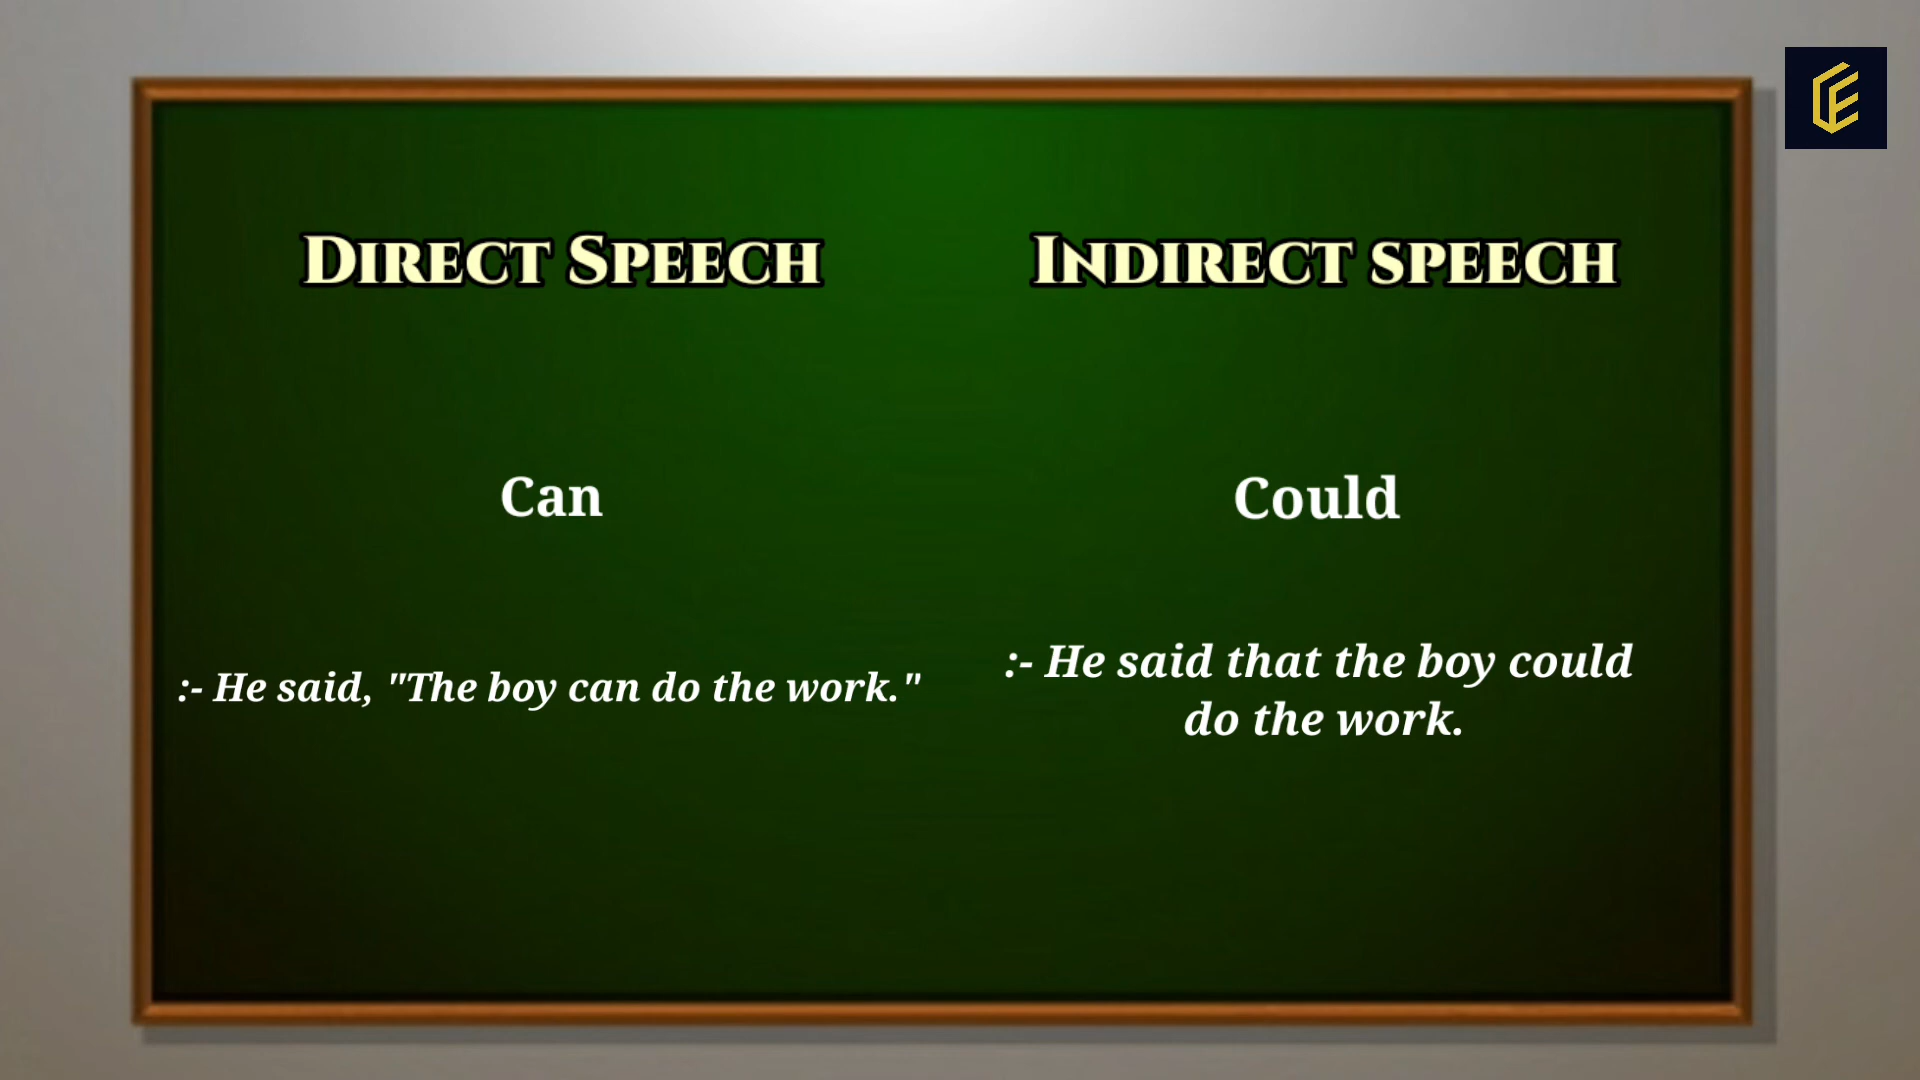 Direct Speech
Indirect speech
Can
Could
:- He said, "The boy can do the work."
:- He said that the boy could
do the work.